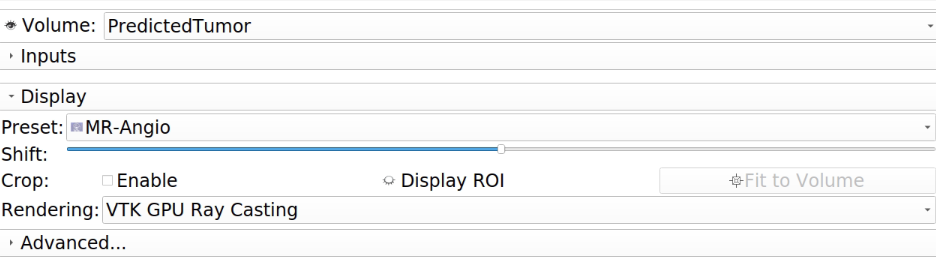 Volume: PredictedTumor
Inputs
Display
Preset: MR-Angio
Shift:
Crop: Enable Display ROI Fit to Volume
Rendering: VTK GPU Ray Casting
Advanced...